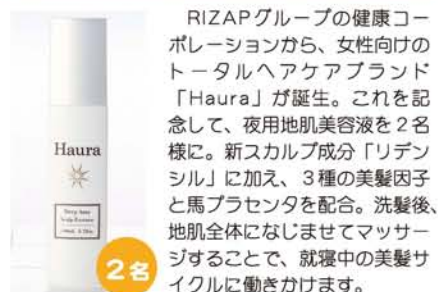 RIZAPグループの健康コー
ポレーションから、女性向けの
トータルヘアケアブランド
「Haura」が誕生。これを記
念して、夜用地肌美容液を2名
様に。新スカルプ成分「リデン
シル」に加え、3種の美髪因子
と馬プラセンタを配合。洗髪後、
地肌全体になじませてマッサー
ジすることで、就寝中の美髪サ
イクルに働きかけます。
Haura
2名